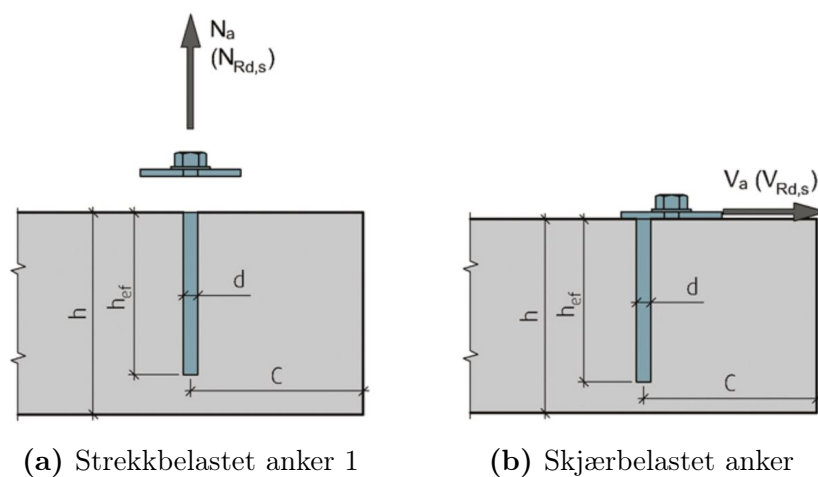 Na
(NRd,s)
h
hef
d
C
(a) Strekkbelastet anker 1
Va (VRd,s)
h
hef
d
C
(b) Skjærbelastet anker